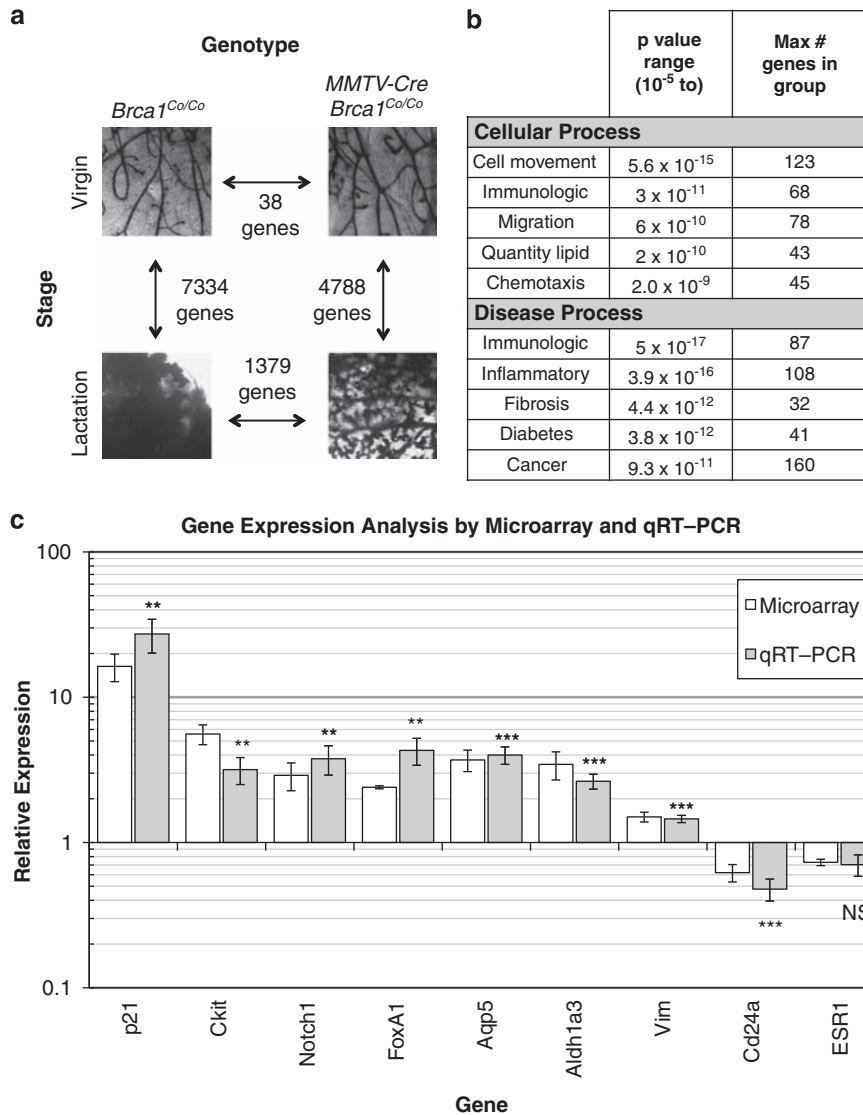 a
Genotype
Brca1Co/Co
MMTV-Cre
Brca1Co/Co
Virgin
38
genes
Stage
7334
genes
4788
genes
1379
genes
Lactation
b
p value
range
(10-5 to)
Max #
genes in
group
Cellular Process
Cell movement 5.6 x 10-15 123
Immunologic 3 x 10-11 68
Migration 6 x 10-10 78
Quantity lipid 2 x 10-10 43
Chemotaxis 2.0 x 10-9 45
Disease Process
Immunologic 5 x 10-17 87
Inflammatory 3.9 x 10-16 108
Fibrosis 4.4 x 10-12 32
Diabetes 3.8 x 10-12 41
Cancer 9.3 x 10-11 160
c
Gene Expression Analysis by Microarray and qRT–PCR
Relative Expression
100
10
1
0.1
Microarray
qRT–PCR
**
**
**
**
***
***
***
***
NS
p21
Ckit
Notch1
FoxA1
Aqp5
Aldh1a3
Vim
Cd24a
ESR1
Gene